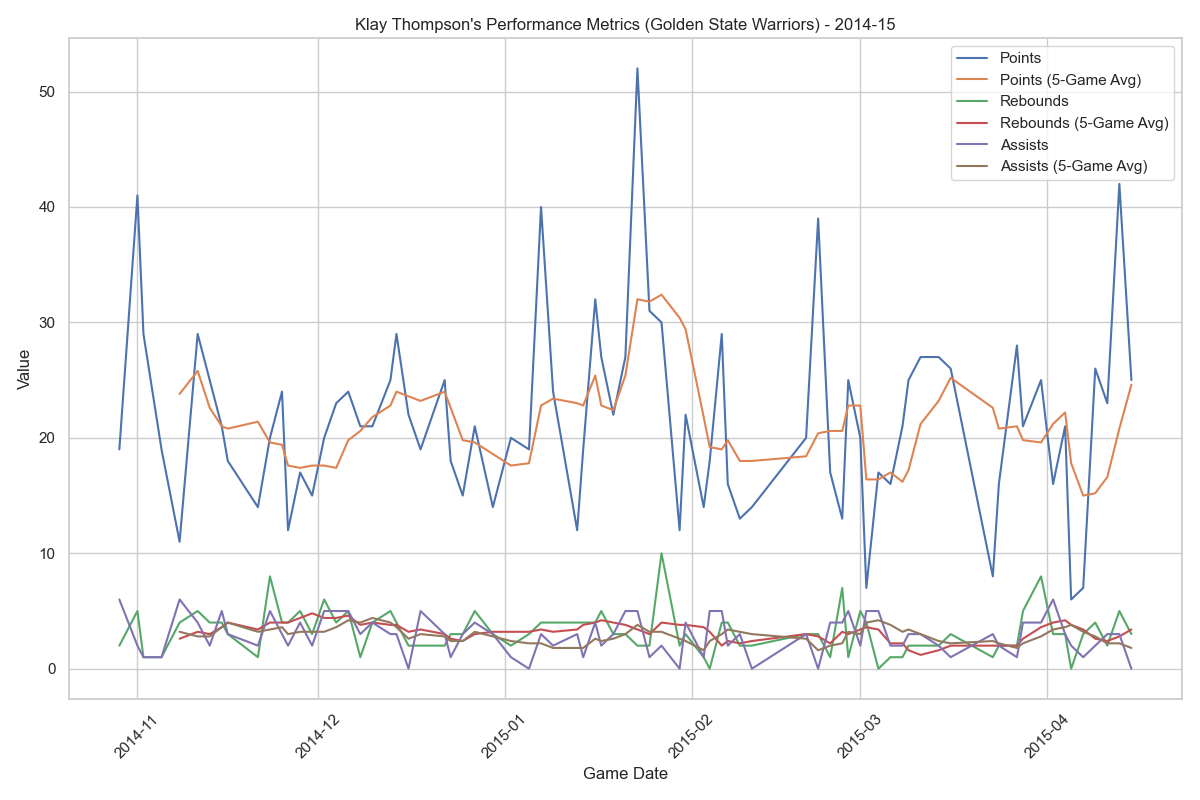 Klay Thompson's Performance Metrics (Golden State Warriors) - 2014-15
Points
Points (5-Game Avg)
Rebounds
Rebounds (5-Game Avg)
Assists
Assists (5-Game Avg)
Value
50
40
30
20
10
0
2014-11
2014-12
2015-01
2015-02
2015-03
2015-04
Game Date